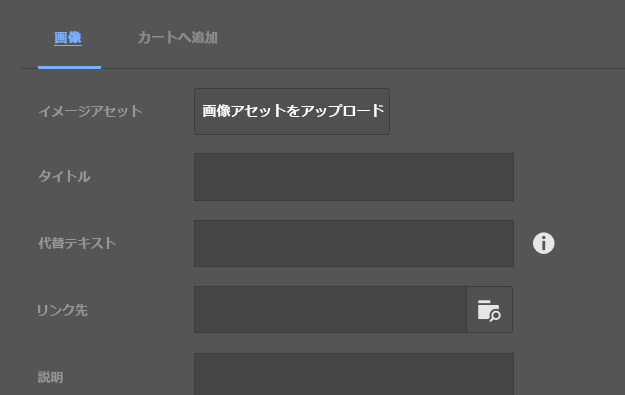 画像 カートへ追加
イメージアセット 画像アセットをアップロード
タイトル
代替テキスト
リンク先
説明